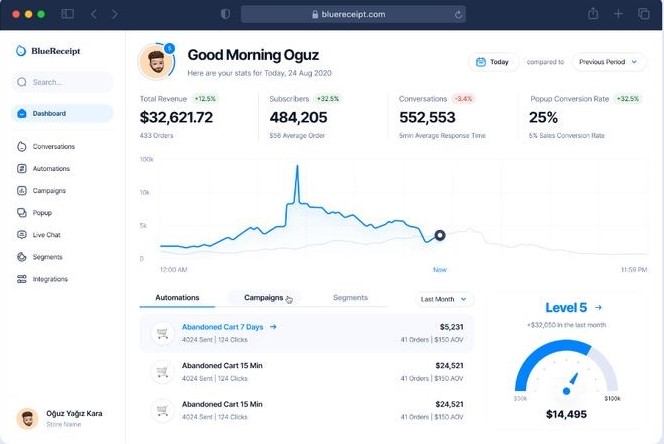 bluereceipt.com
BlueReceipt
Search...
Dashboard
Conversations
Automations
Campaigns
Popup
Live Chat
Segments
Integrations
Oğuz Yağız Kara
Store Name
5
Good Morning Oguz
Here are your stats for Today, 24 Aug 2020
Today
compared to
Previous Period
Total Revenue +12.5%
$32,621.72
433 Orders
Subscribers +32.5%
484,205
$56 Average Order
Conversations -3.4%
552,553
5min Average Response Time
Popup Conversion Rate +32.5%
25%
5% Sales Conversion Rate
100k
10k
5k
0
12:00 AM
Now
11:59 PM
Automations
Campaigns
Segments
Last Month
Abandoned Cart 7 Days → $5,231
4024 Sent | 124 Clicks 41 Orders | $150 AOV
Abandoned Cart 15 Min $24,521
4024 Sent | 124 Clicks 41 Orders | $150 AOV
Abandoned Cart 15 Min $24,521
4024 Sent | 124 Clicks 41 Orders | $150 AOV
Level 5 →
+$32,050 in the last month
$100k
$14,495